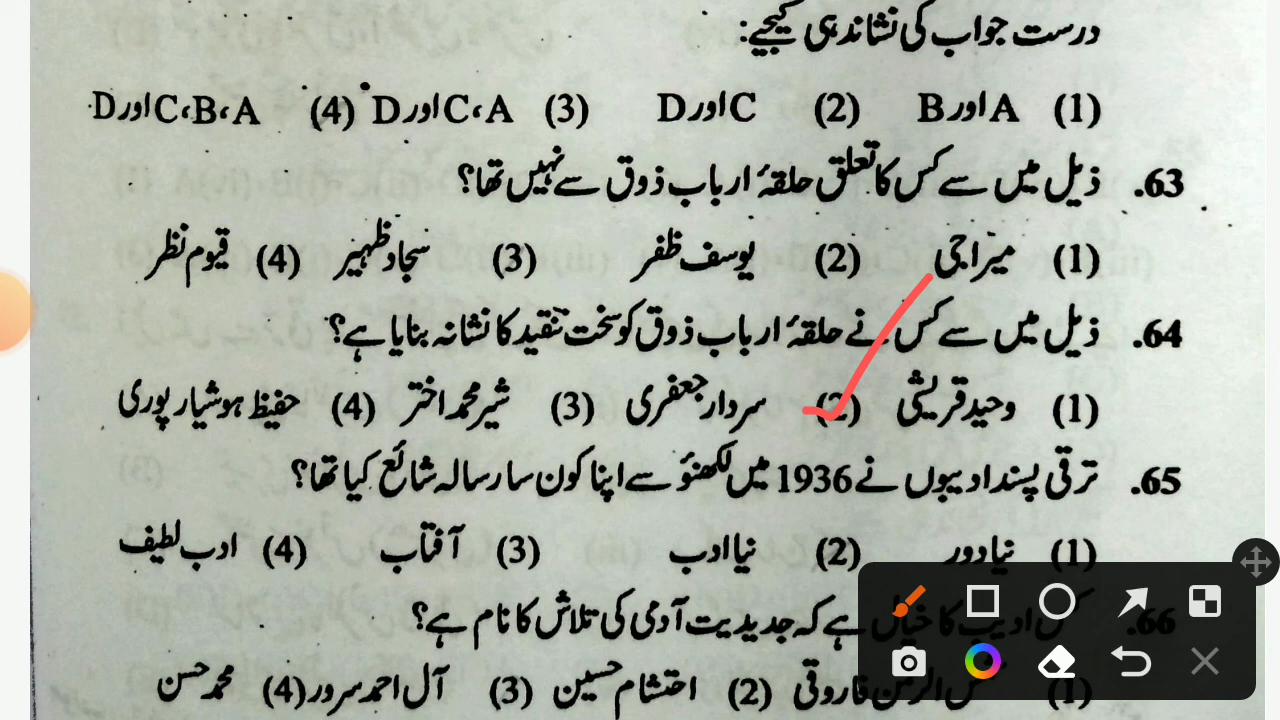 درست جواب کی نشاندہی کیجیے:
(1) A اور B (2) C اور D (3) C،A اور D (4) C،B،A اور D
63. ذیل میں سے کس کا تعلق حلقۂ ارباب ذوق سے نہیں تھا؟
(1) میراجی (2) یوسف ظفر (3) سجاد ظہیر (4) قیوم نظر
64. ذیل میں سے کس نے حلقۂ ارباب ذوق کو سخت تنقید کا نشانہ بنایا ہے؟
(1) وحید قریشی (2) سردار جعفری (3) شیر محمد اختر (4) حفیظ ہوشیار پوری
65. ترقی پسند ادیبوں نے 1936 میں لکھنؤ سے اپنا کون سا رسالہ شائع کیا تھا؟
(1) نیا دور (2) نیا ادب (3) آفتاب (4) ادب لطیف
66. کس ادیب کا خیال ہے کہ جدیدیت آدمی کی تلاش کا نام ہے؟
(1) الرحمن فاروقی (2) احتشام حسین (3) آل احمد سرور (4) محمد حسن